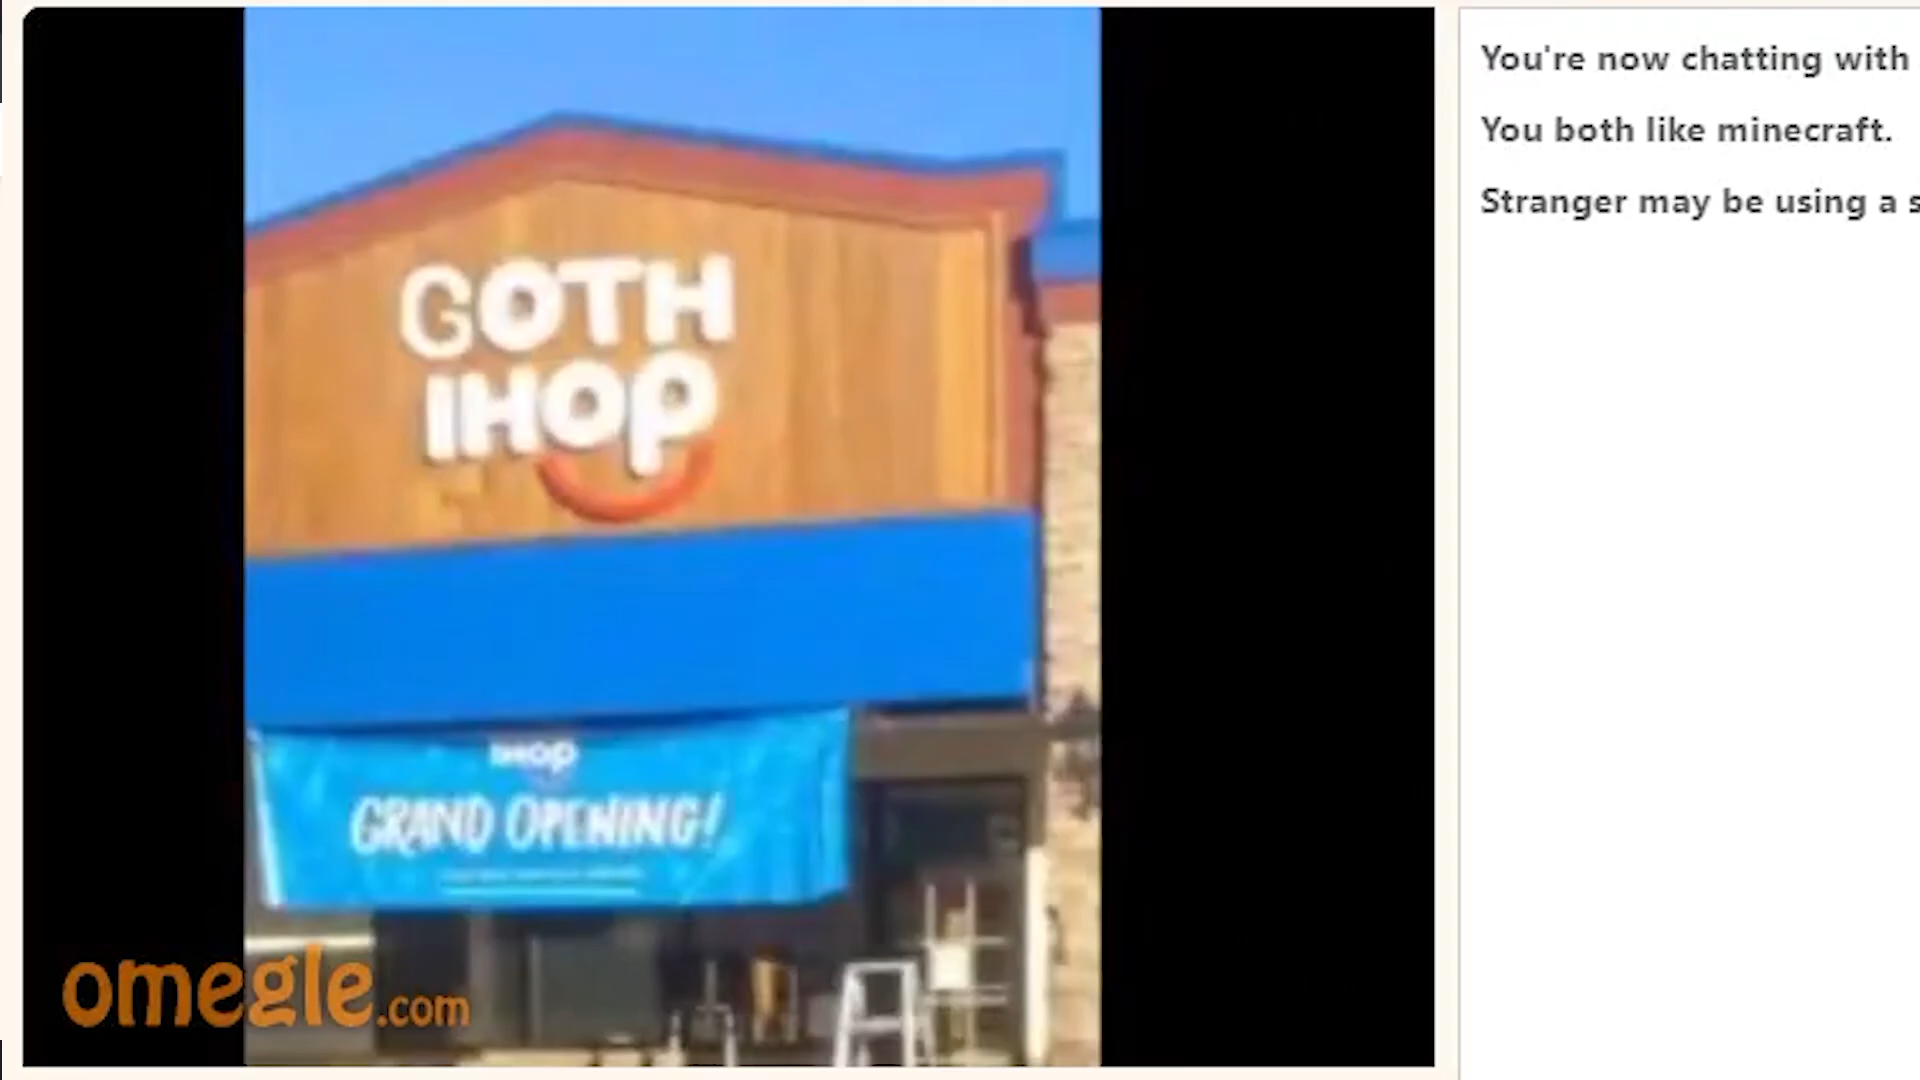 GOTH
IHOP
IHOP
GRAND OPENING!
omegle.com
You're now chatting with
You both like minecraft.
Stranger may be using a s